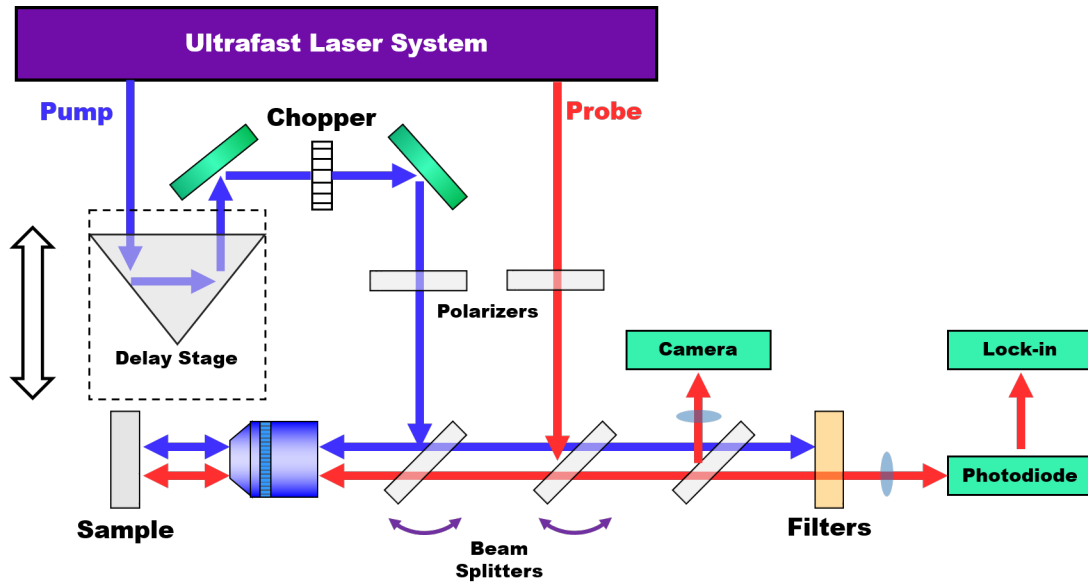 Ultrafast Laser System
Pump
Chopper
Probe
Polarizers
Delay Stage
Camera
Lock-in
Photodiode
Sample
Filters
Beam
Splitters